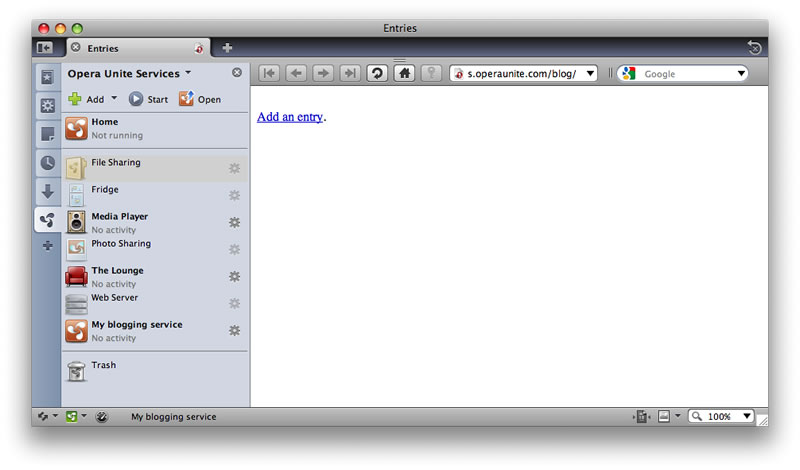 Entries
Entries
Opera Unite Services
s.operaunite.com/blog/
Google
Add Start Open
Home
Not running
File Sharing
Fridge
Media Player
No activity
Photo Sharing
The Lounge
No activity
Web Server
My blogging service
No activity
Trash
Add an entry.
My blogging service
100%